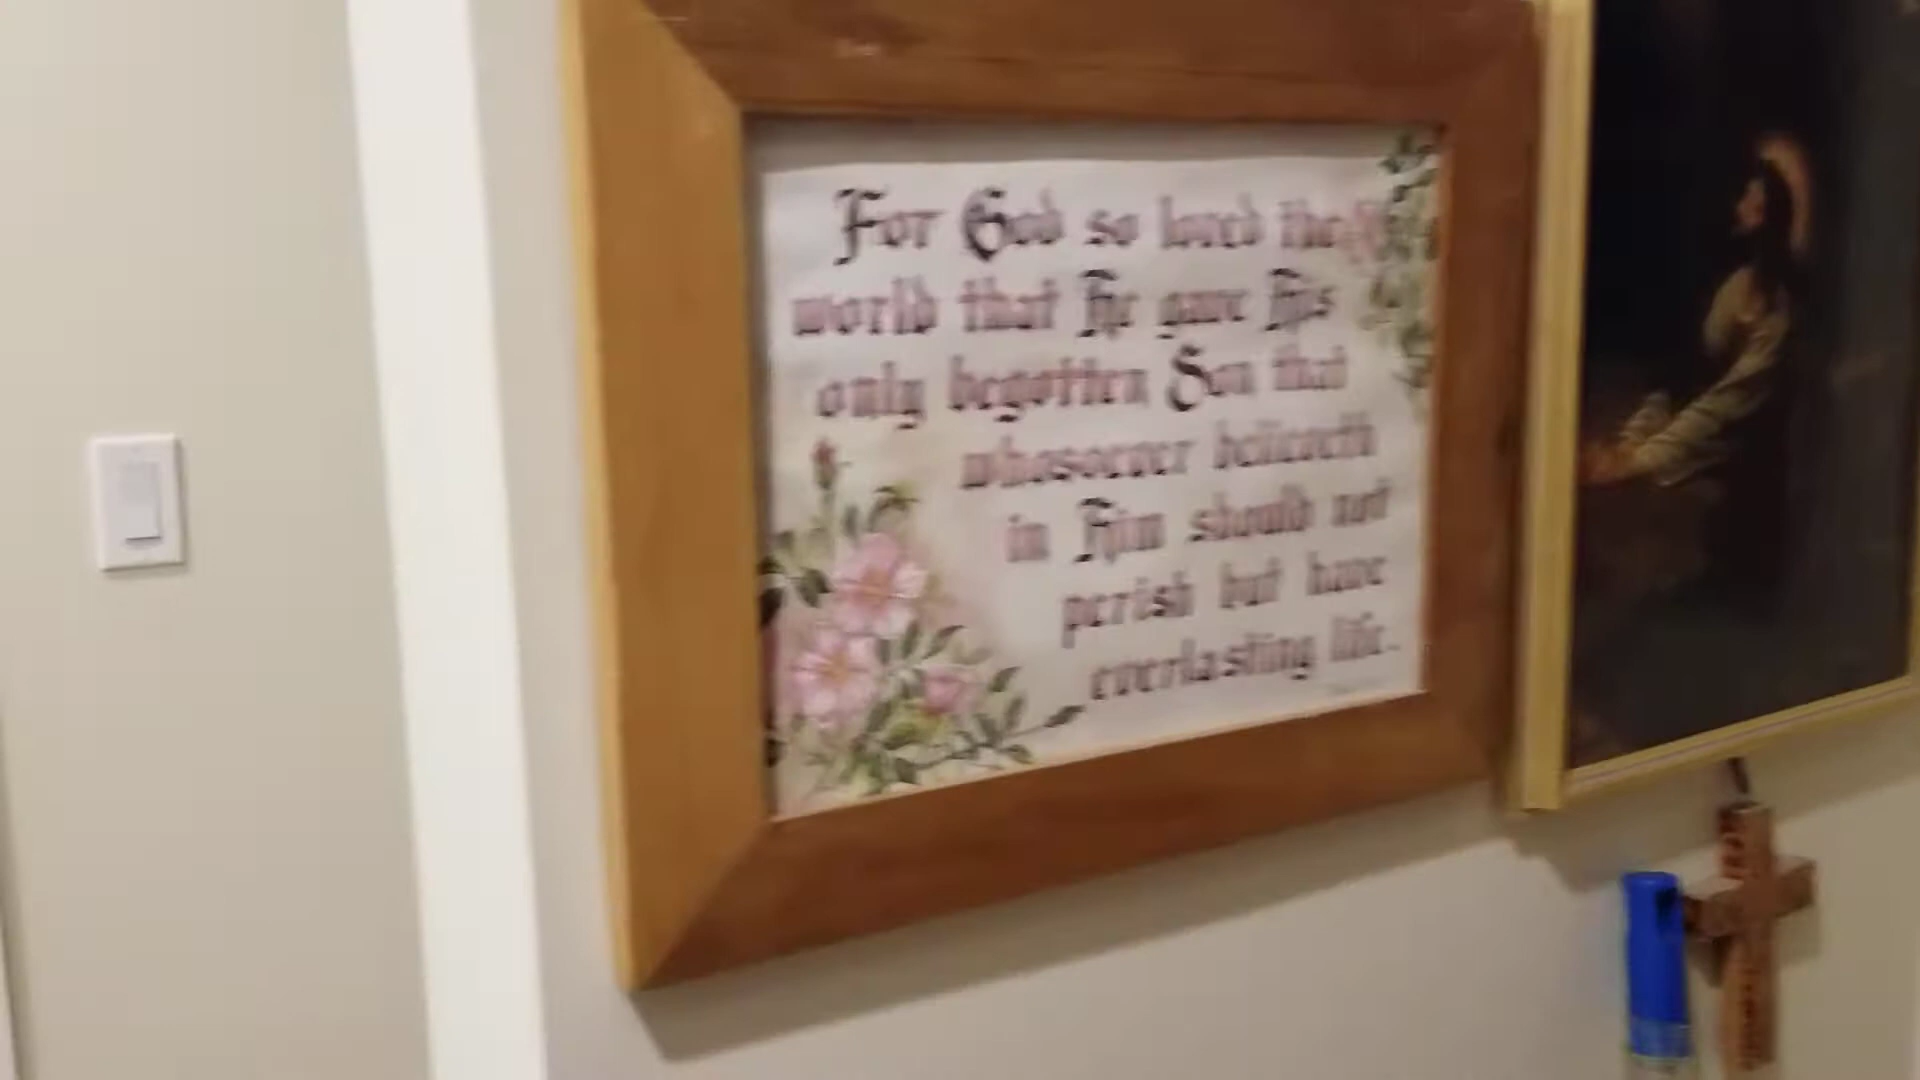 For God so loved the
world that He gave His
only begotten Son that
whosoever believeth
in Him should not
perish but have
everlasting life.